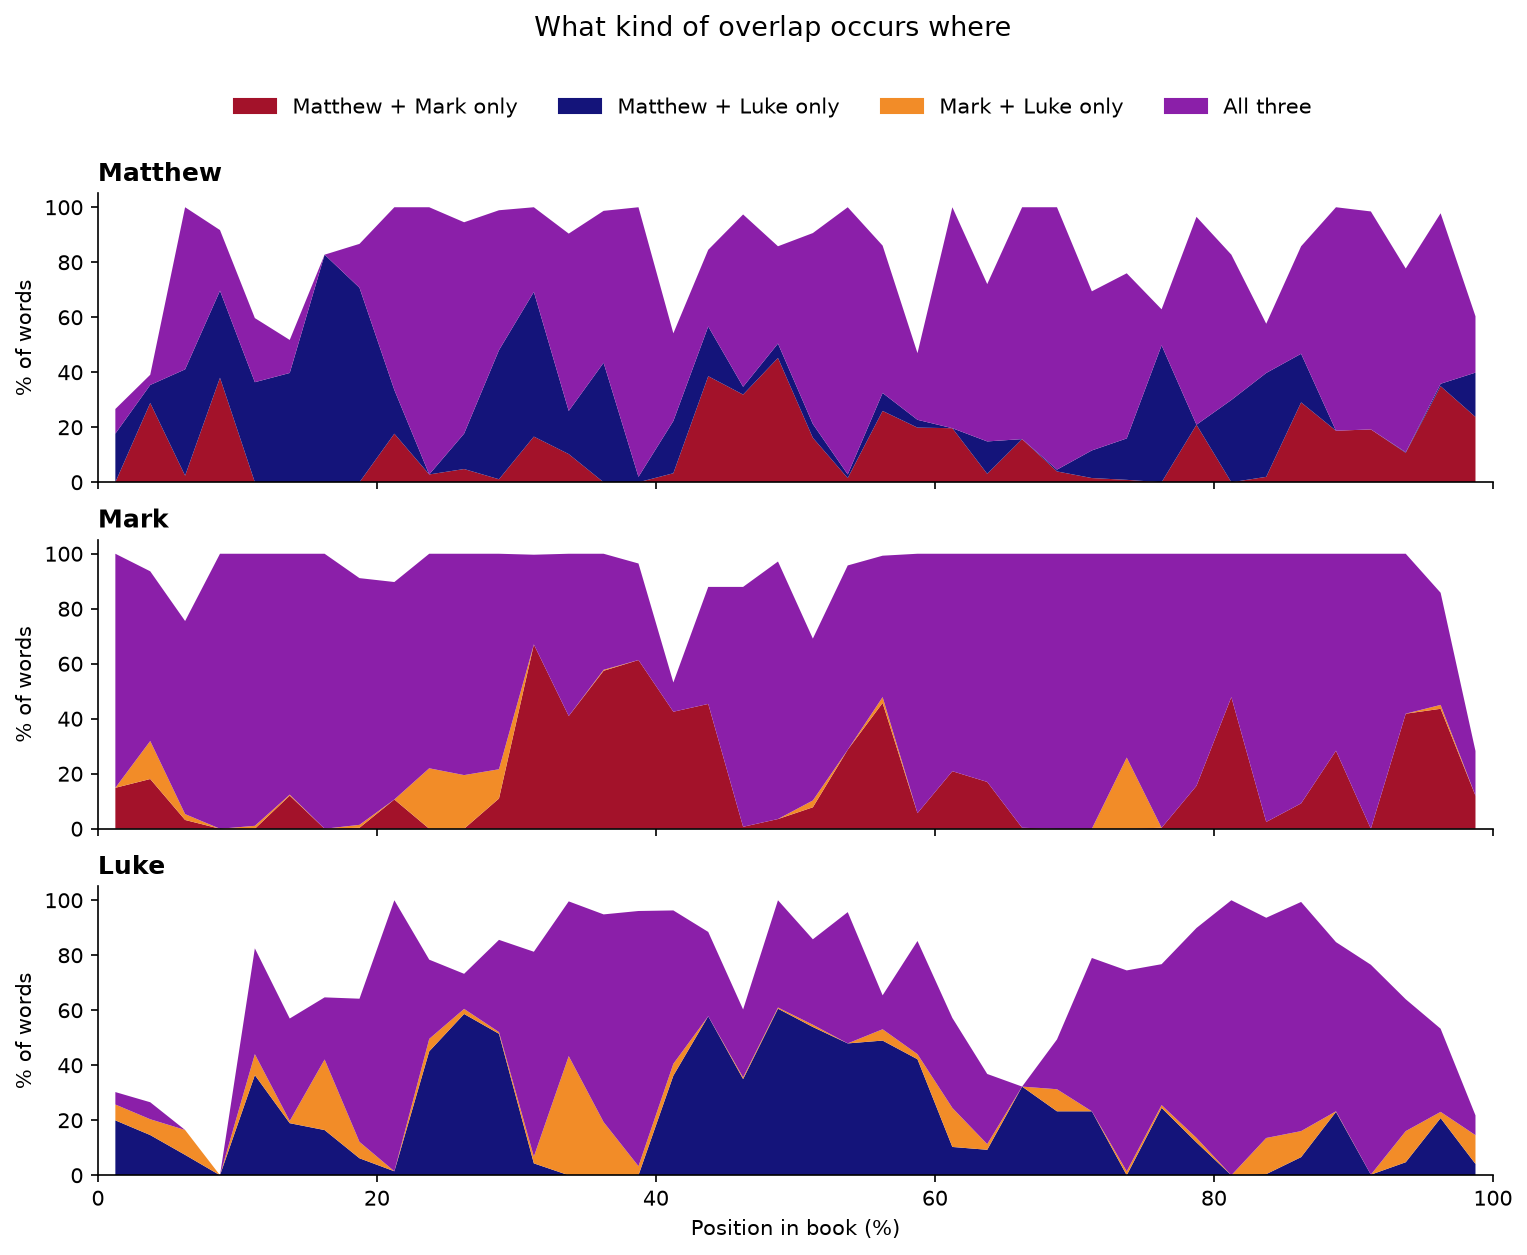 What kind of overlap occurs where
Matthew + Mark only
Matthew + Luke only
Mark + Luke only
All three
Matthew
100
80
60
40
20
0
% of words
Mark
100
80
60
40
20
0
% of words
Luke
100
80
60
40
20
0
% of words
0 20 40 60 80 100
Position in book (%)